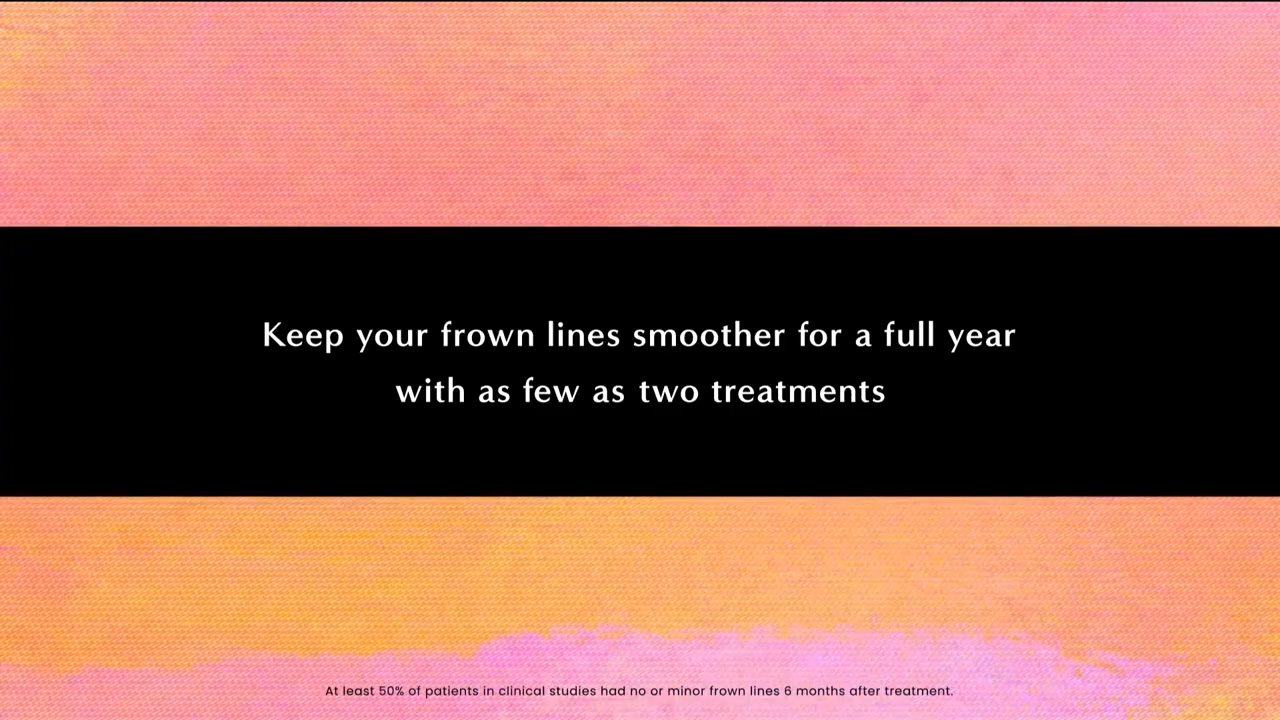 Keep your frown lines smoother for a full year
with as few as two treatments
At least 50% of patients in clinical studies had no or minor frown lines 6 months after treatment.